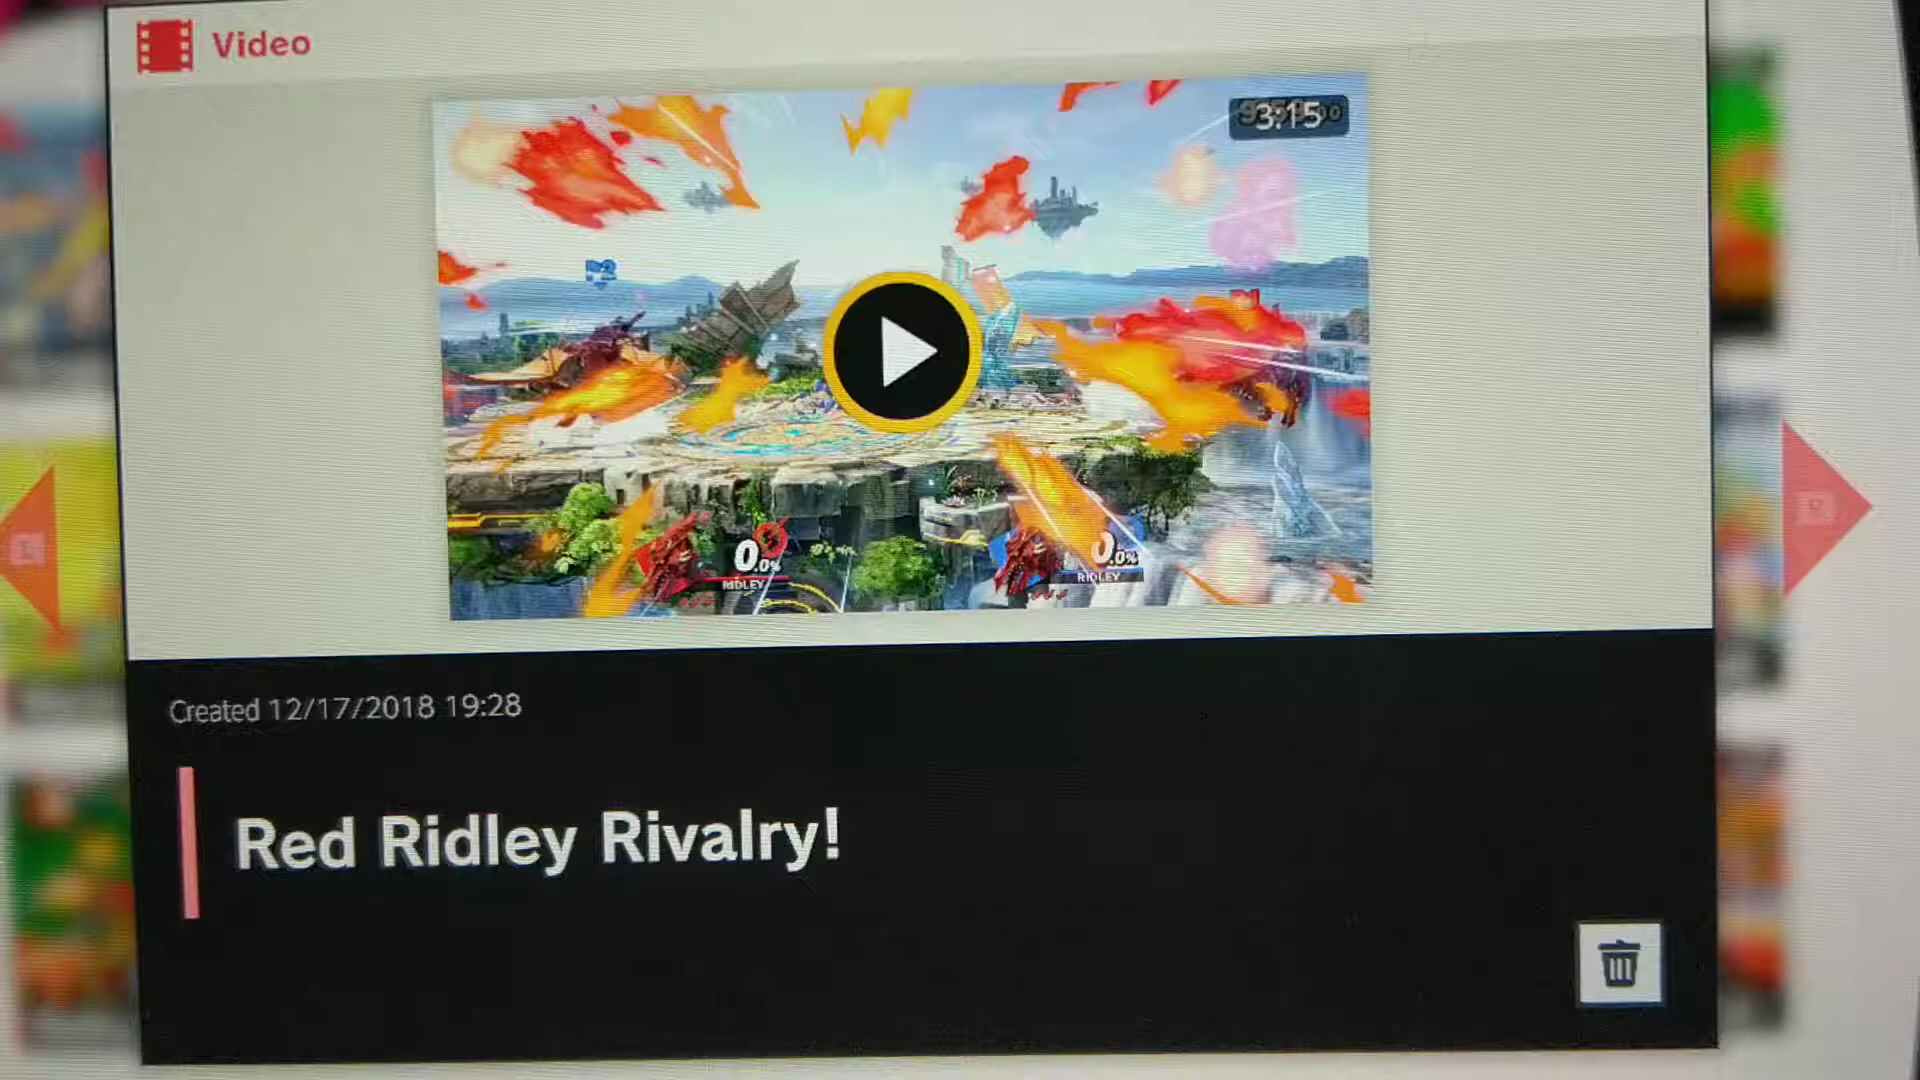 Video
3:15
0.0%
RIDLEY
0.0%
RIDLEY
Created 12/17/2018 19:28
Red Ridley Rivalry!